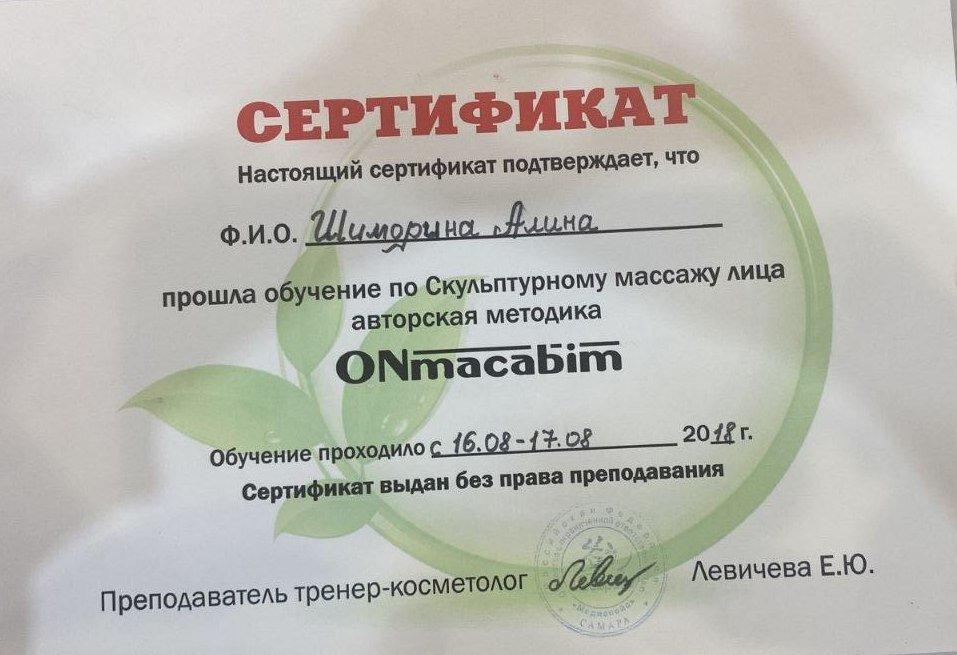 СЕРТИФИКАТ
Настоящий сертификат подтверждает, что
Ф.И.О. Шиморина Алина
прошла обучение по Скульптурному массажу лица
авторская методика
ONmacabim
Обучение проходило с 16.08-17.08 2018 г.
Сертификат выдан без права преподавания
Преподаватель тренер-косметолог Левичева Е.Ю.
САМАРА